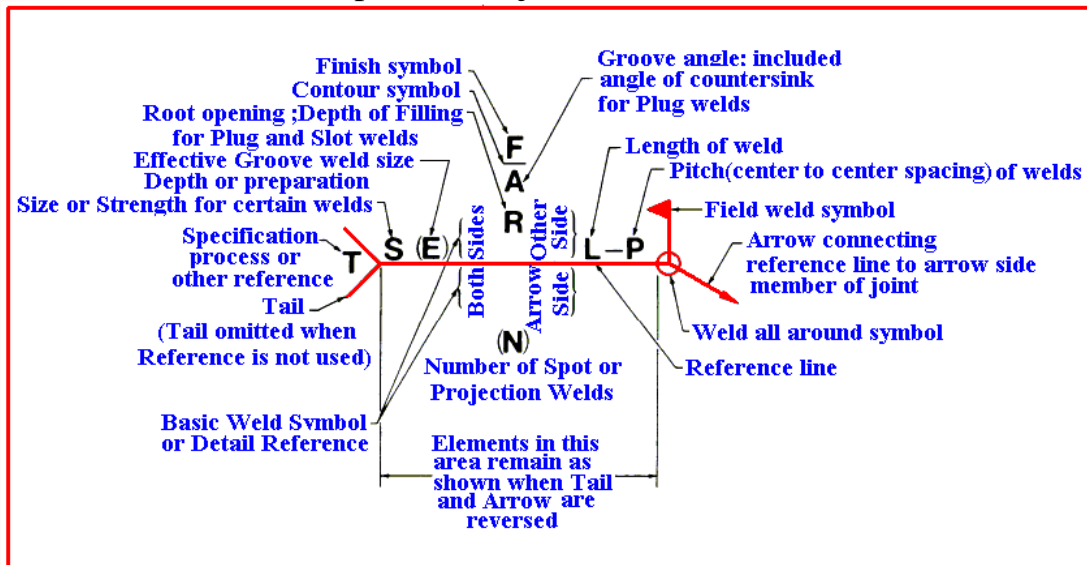 Finish symbol
Contour symbol
Root opening ;Depth of Filling
for Plug and Slot welds
Effective Groove weld size
Depth or preparation
Size or Strength for certain welds
Specification
process or
other reference
Tail
(Tail omitted when
Reference is not used)
T
S
(E)
F
A
R
Both Sides
Arrow Side
Other Side
(N)
Number of Spot or
Projection Welds
L–P
Groove angle: included
angle of countersink
for Plug welds
Length of weld
Pitch(center to center spacing) of welds
Field weld symbol
Arrow connecting
reference line to arrow side
member of joint
Weld all around symbol
Reference line
Basic Weld Symbol
or Detail Reference
Elements in this
area remain as
shown when Tail
and Arrow are
reversed